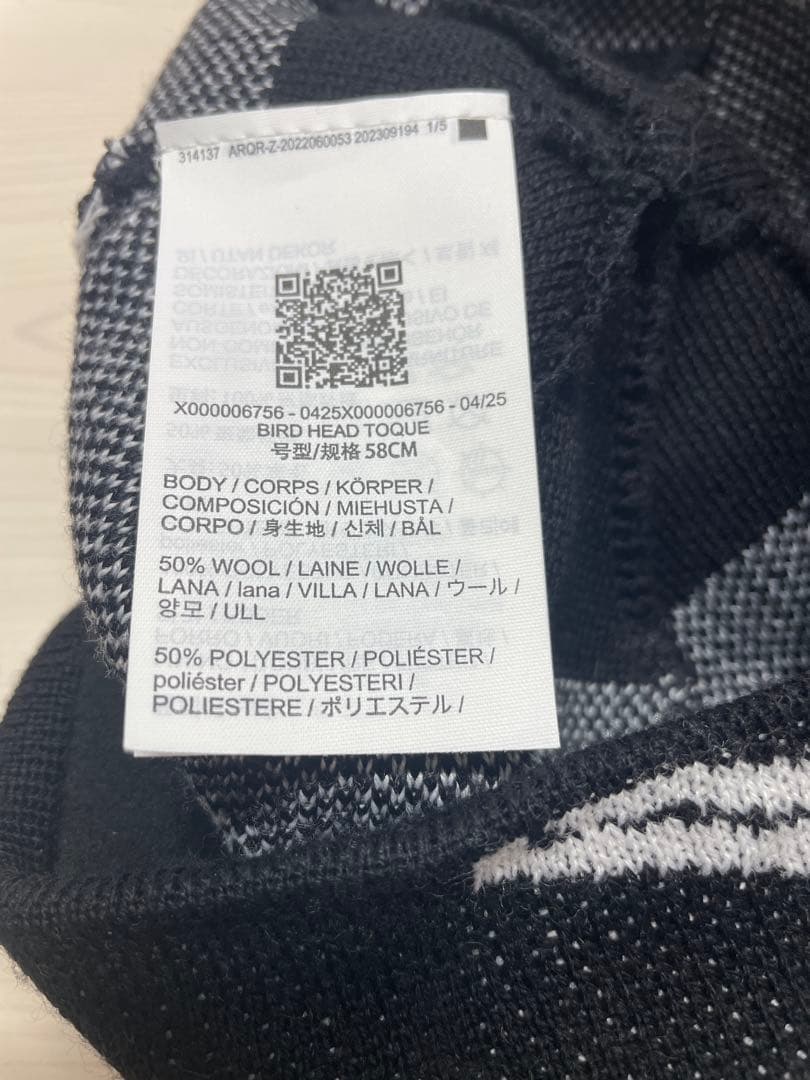 314137 ARQR-Z-2022060053 202309194 1/5
X000006756 - 0425X000006756 - 04/25
BIRD HEAD TOQUE
号型/规格 58CM
BODY / CORPS / KÖRPER /
COMPOSICIÓN / MIEHUSTA /
CORPO / 身生地 / 신체 / BÅL
50% WOOL / LAINE / WOLLE /
LANA / lana / VILLA / LANA / ウール /
양모 / ULL
50% POLYESTER / POLIÉSTER /
poliéster / POLYESTERI /
POLIESTERE / ポリエステル /